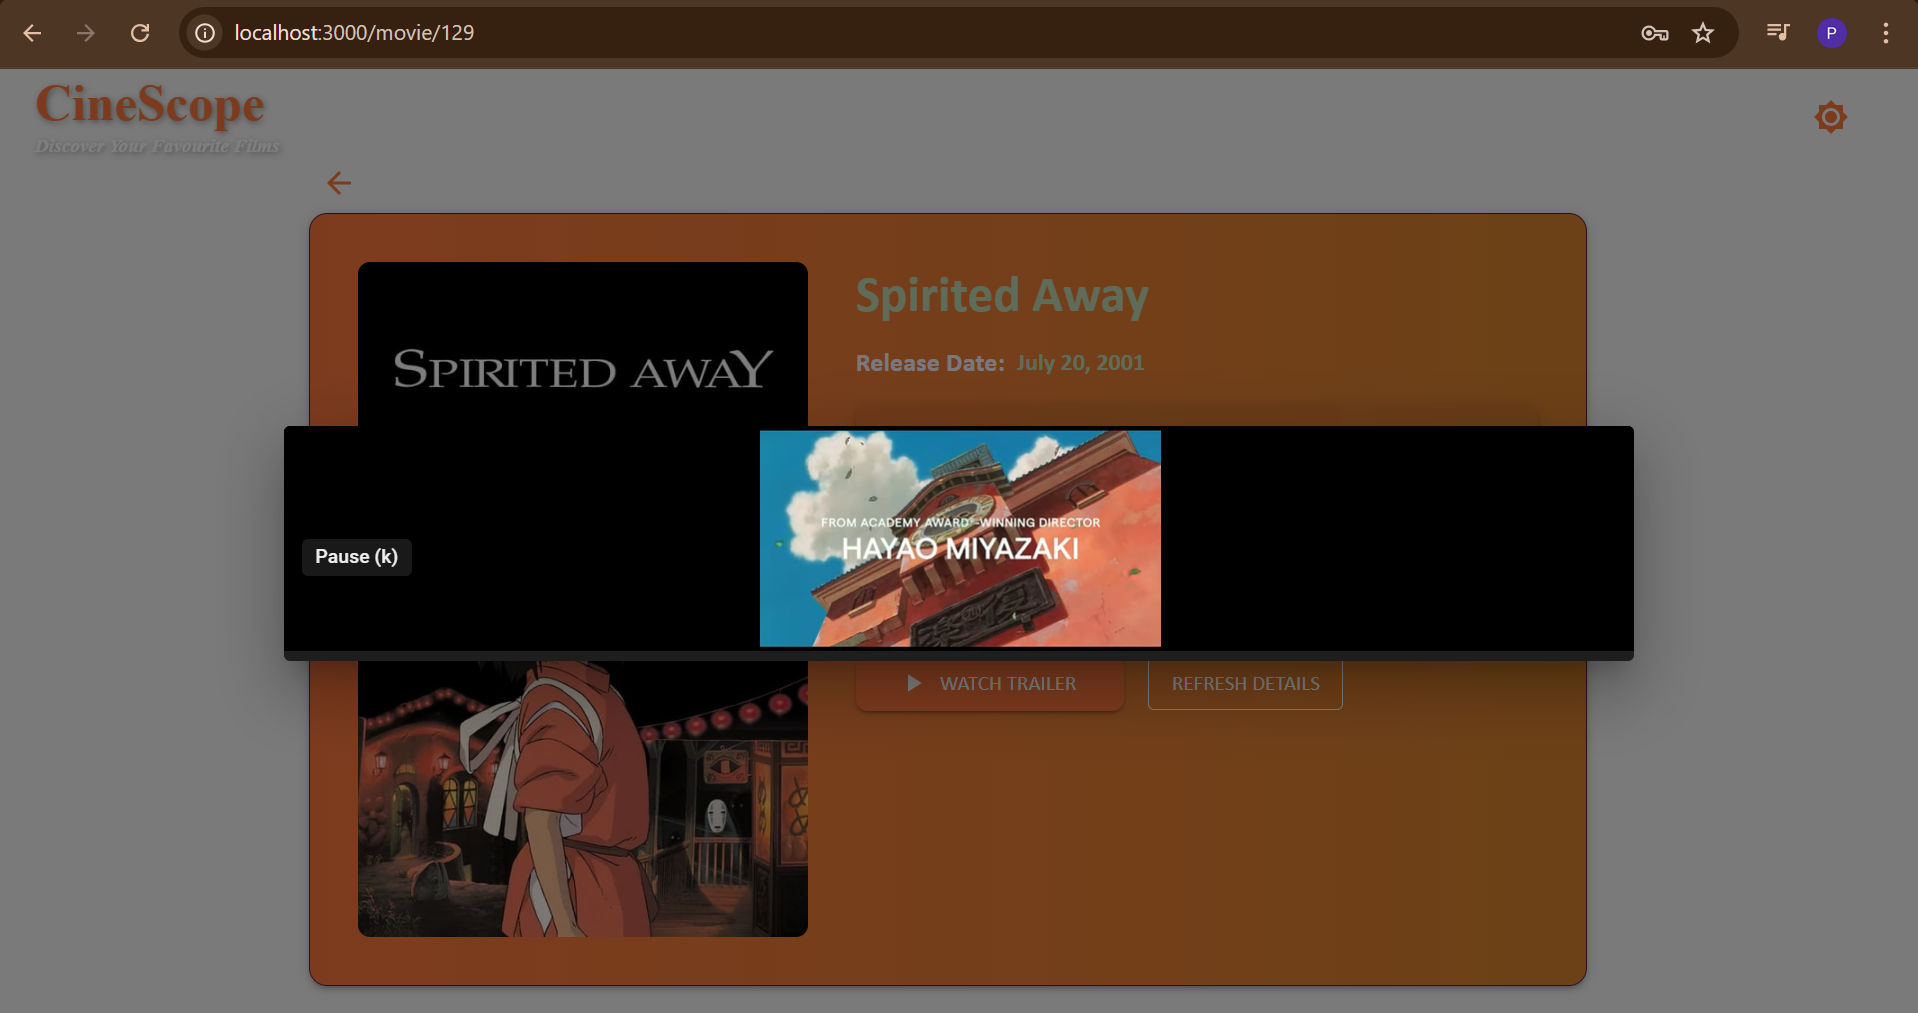 localhost:3000/movie/129
P
CineScope
Discover Your Favourite Films
SPIRITED AWAY
Spirited Away
Release Date: July 20, 2001
FROM ACADEMY AWARD®-WINNING DIRECTOR
HAYAO MIYAZAKI
Pause (k)
WATCH TRAILER
REFRESH DETAILS